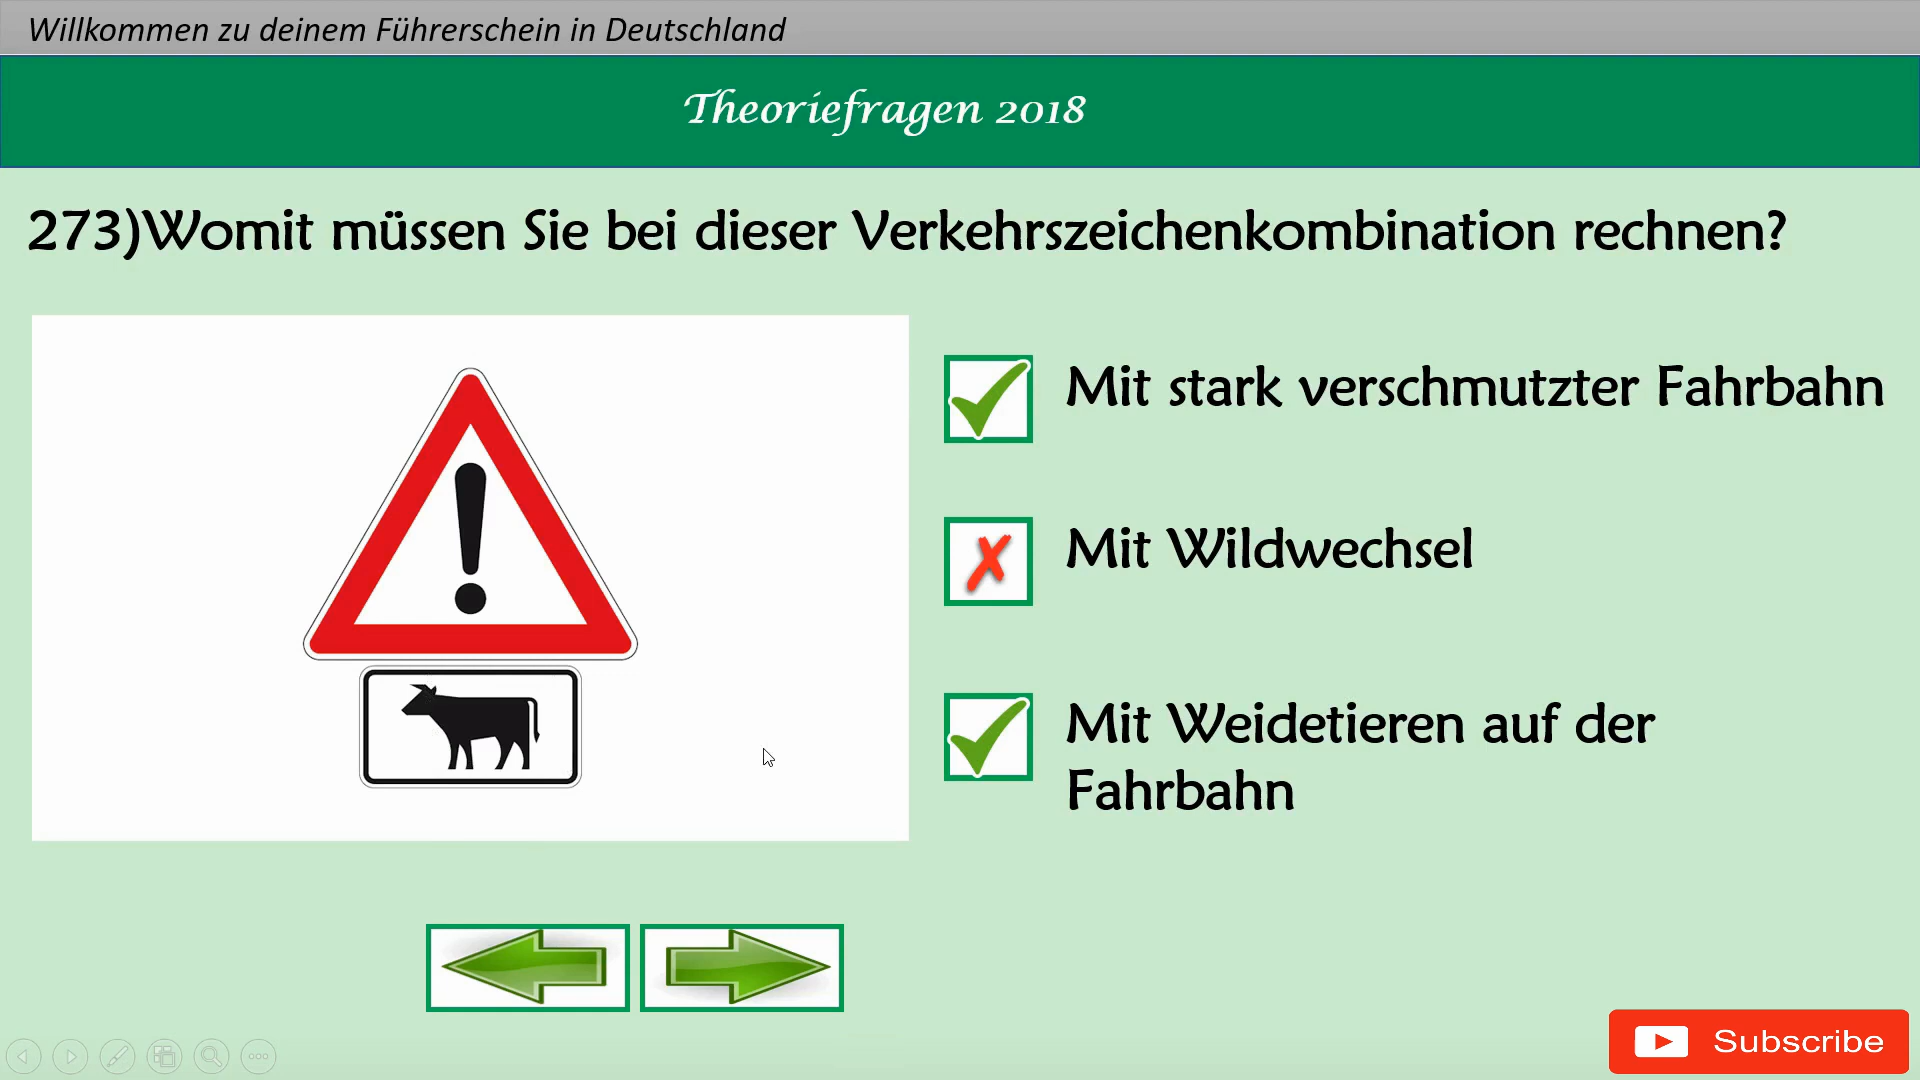 Willkommen zu deinem Führerschein in Deutschland
Theoriefragen 2018
273)Womit müssen Sie bei dieser Verkehrszeichenkombination rechnen?
Mit stark verschmutzter Fahrbahn
Mit Wildwechsel
Mit Weidetieren auf der
Fahrbahn
Subscribe